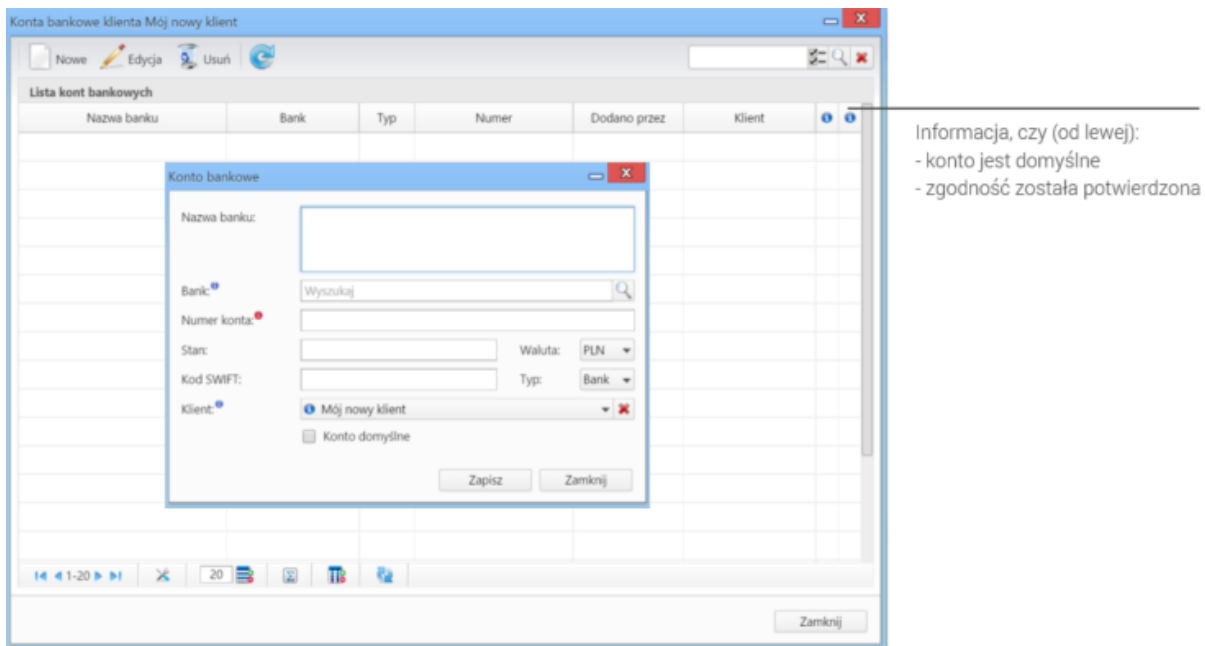 Konta bankowe klienta Mój nowy klient
Nowe Edycja Usuń
Lista kont bankowych
Nazwa banku Bank Typ Numer Dodano przez Klient
Informacja, czy (od lewej):
- konto jest domyślne
- zgodność została potwierdzona
Konto bankowe
Nazwa banku:
Bank: Wyszukaj
Numer konta:
Stan: Waluta: PLN
Kod SWIFT: Typ: Bank
Klient: Mój nowy klient
Konto domyślne
Zapisz Zamknij
1-20 20
Zamknij